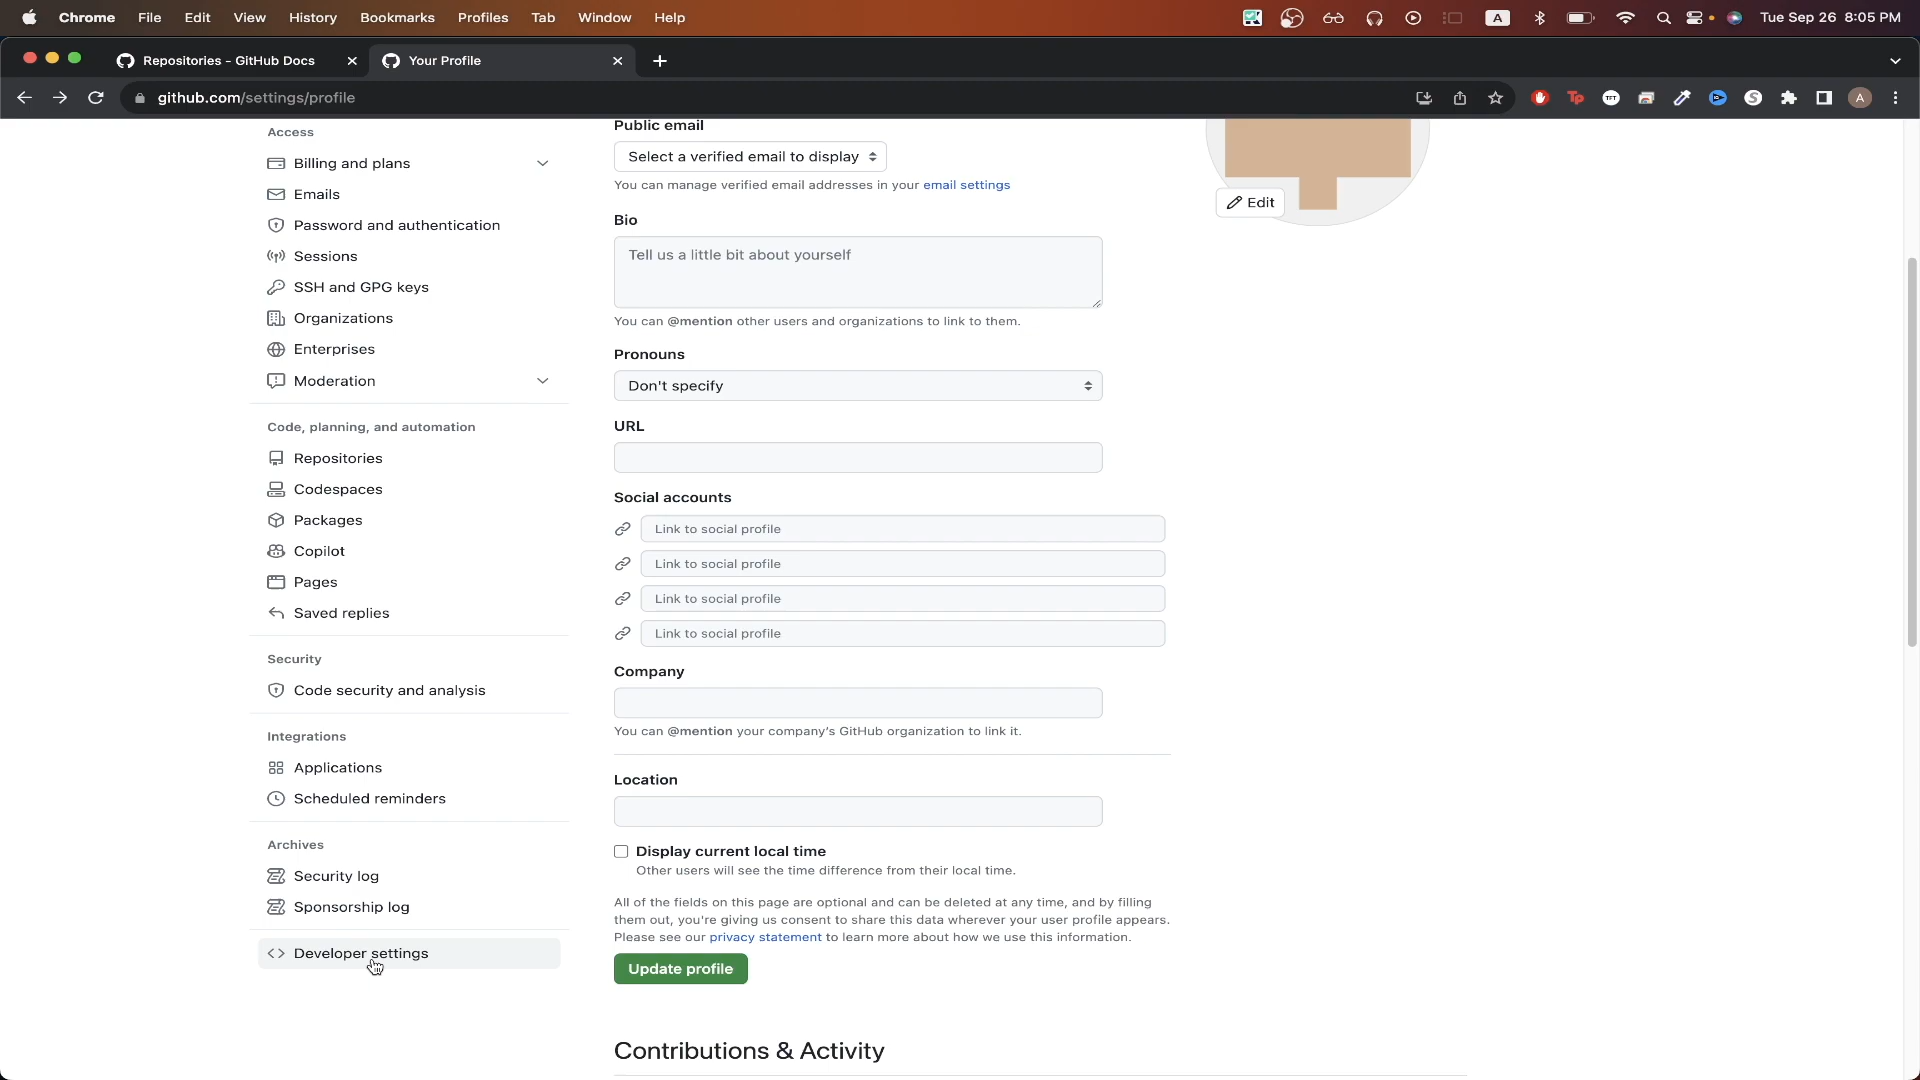 Chrome File Edit View History Bookmarks Profiles Tab Window Help A Tue Sep 26 8:05 PM
Repositories - GitHub Docs Your Profile
github.com/settings/profile A
Access
Billing and plans
Emails
Password and authentication
Sessions
SSH and GPG keys
Organizations
Enterprises
Moderation
Code, planning, and automation
Repositories
Codespaces
Packages
Copilot
Pages
Saved replies
Security
Code security and analysis
Integrations
Applications
Scheduled reminders
Archives
Security log
Sponsorship log
Developer settings
Public email
Select a verified email to display
You can manage verified email addresses in your email settings
Bio
Tell us a little bit about yourself
You can @mention other users and organizations to link to them.
Pronouns
Don't specify
URL
Social accounts
Link to social profile
Link to social profile
Link to social profile
Link to social profile
Company
You can @mention your company's GitHub organization to link it.
Location
Display current local time
Other users will see the time difference from their local time.
All of the fields on this page are optional and can be deleted at any time, and by filling
them out, you're giving us consent to share this data wherever your user profile appears.
Please see our privacy statement to learn more about how we use this information.
Update profile
Contributions & Activity
Edit